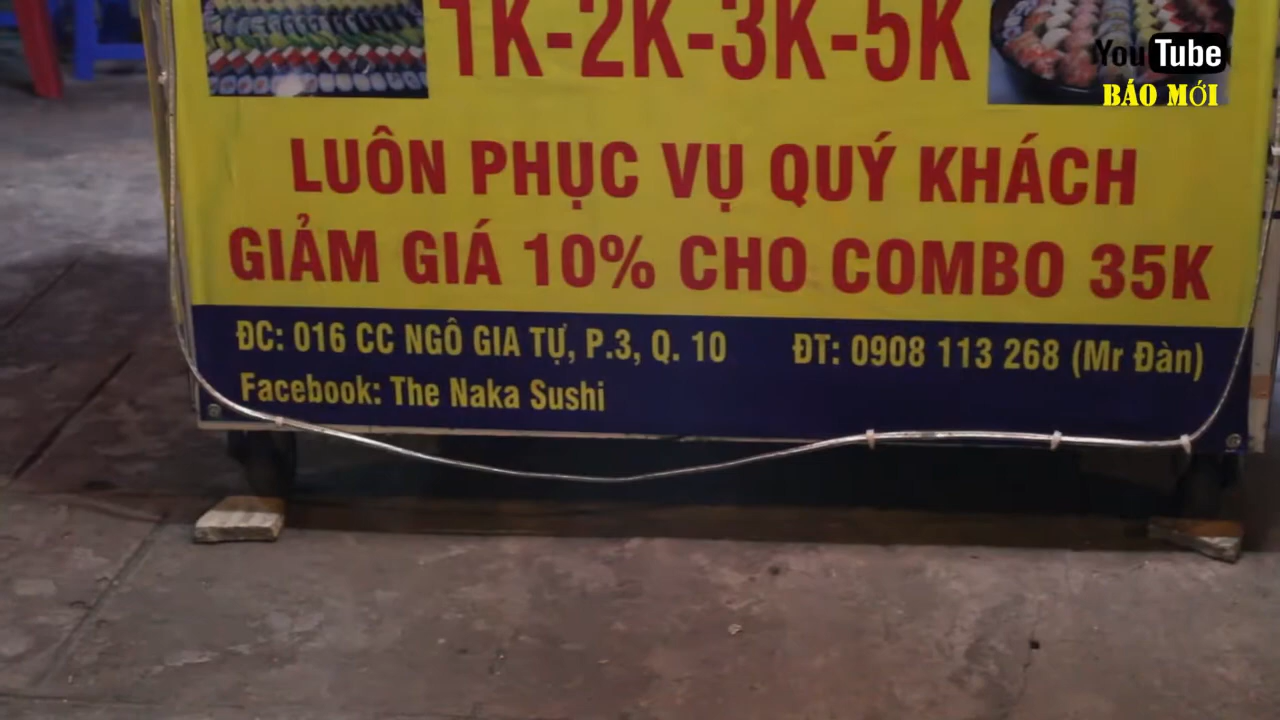 1K-2K-3K-5K
YouTube
BÁO MỚI
LUÔN PHỤC VỤ QUÝ KHÁCH
GIẢM GIÁ 10% CHO COMBO 35K
ĐC: 016 CC NGÔ GIA TỰ, P.3, Q. 10 ĐT: 0908 113 268 (Mr Đàn)
Facebook: The Naka Sushi